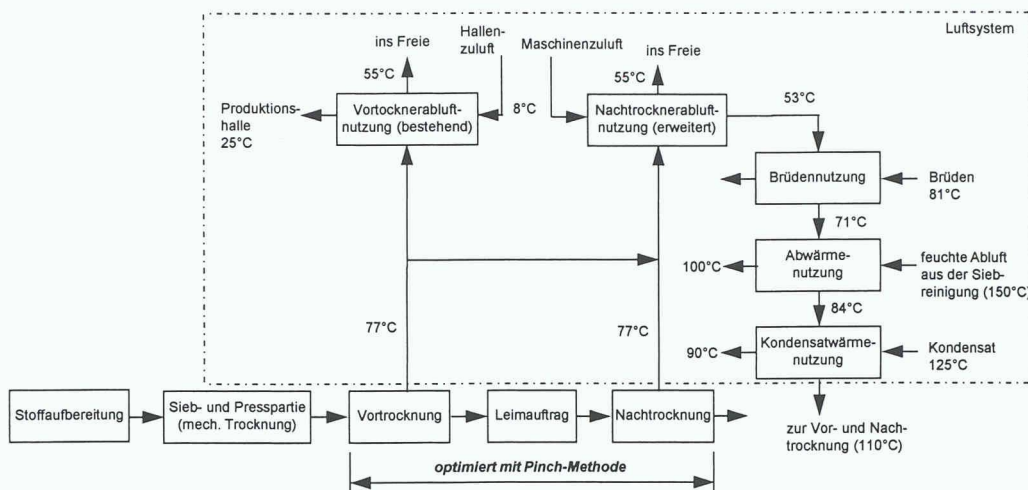 Luftsystem
ins Freie
55°C
Hallen-
zuluft
Maschinenzuluft
ins Freie
55°C
Produktions-
halle
25°C
Vortocknerabluft-
nutzung (bestehend)
8°C
Nachtrocknerabluft-
nutzung (erweitert)
53°C
Brüdennutzung
Brüden
81°C
71°C
100°C
Abwärme-
nutzung
feuchte Abluft
aus der Sieb-
reinigung (150°C)
77°C
77°C
84°C
90°C
Kondensatwärme-
nutzung
Kondensat
125°C
Stoffaufbereitung
Sieb- und Presspartie
(mech. Trocknung)
Vortrocknung
Leimauftrag
Nachtrocknung
zur Vor- und Nach-
trocknung (110°C)
optimiert mit Pinch-Methode